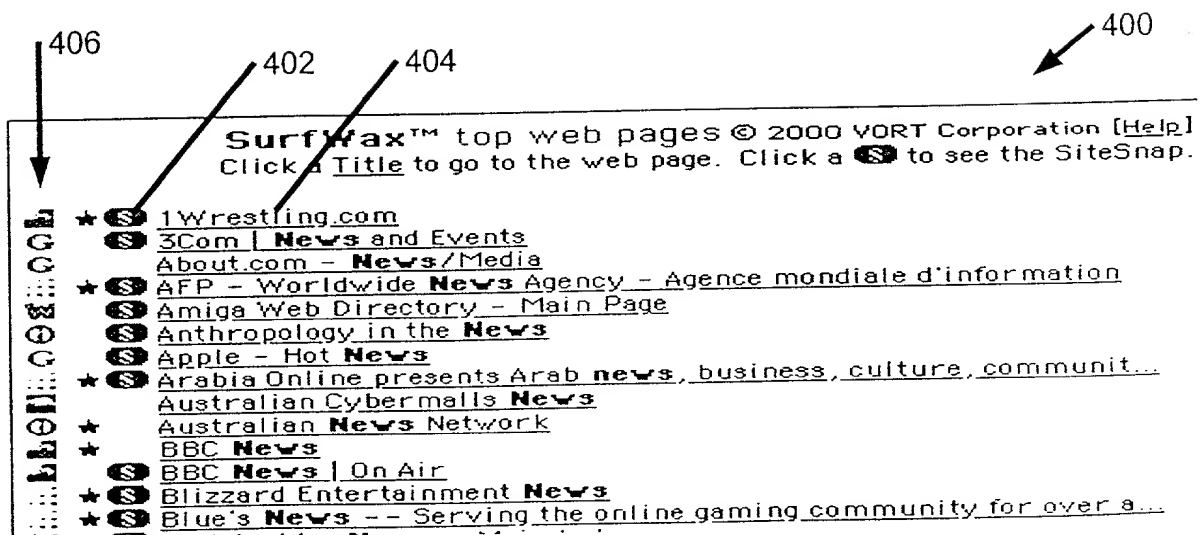 406
402
404
400
SurfWax™ top web pages © 2000 VORT Corporation [Help]
Click a Title to go to the web page. Click a S to see the SiteSnap.
★ S 1Wrestling.com
G S 3Com | News and Events
G About.com - News/Media
★ S AFP - Worldwide News Agency - Agence mondiale d'information
S Amiga Web Directory - Main Page
S Anthropology in the News
G S Apple - Hot News
★ S Arabia Online presents Arab news, business, culture, communit...
Australian Cybermalls News
★ Australian News Network
★ BBC News
S BBC News | On Air
★ S Blizzard Entertainment News
★ S Blue's News -- Serving the online gaming community for over a...